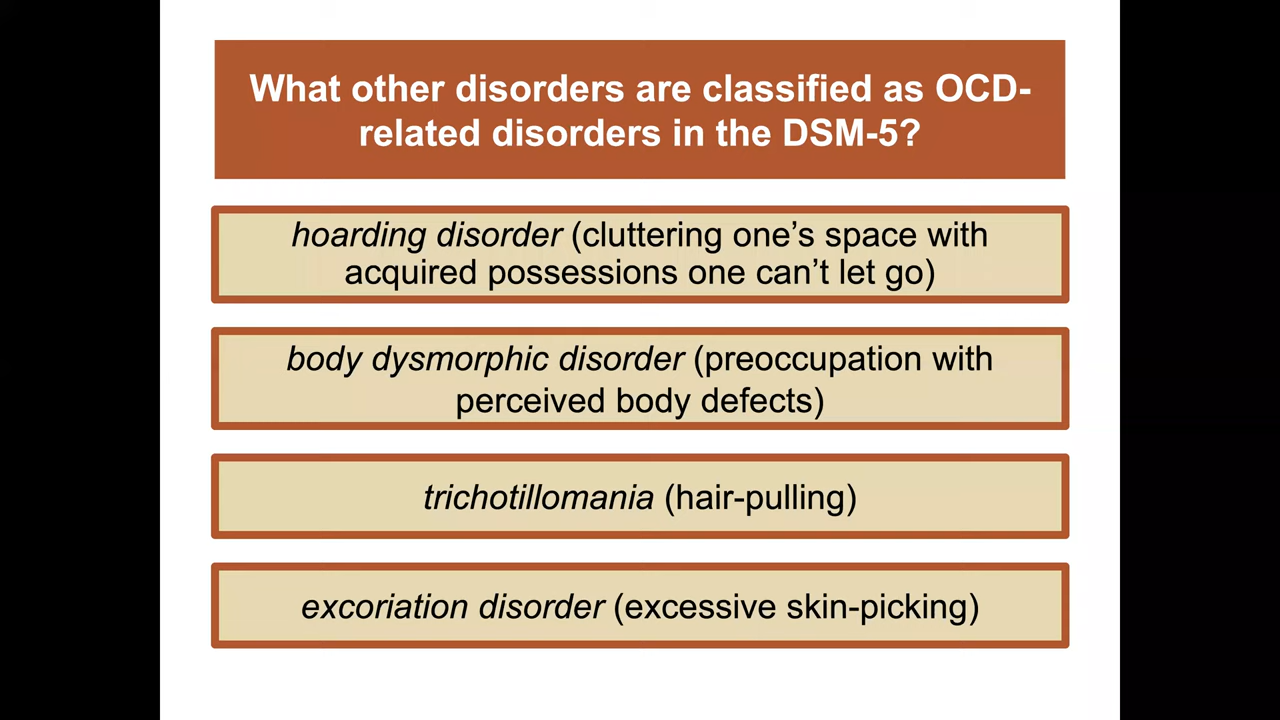 What other disorders are classified as OCD-
related disorders in the DSM-5?
hoarding disorder (cluttering one’s space with
acquired possessions one can’t let go)
body dysmorphic disorder (preoccupation with
perceived body defects)
trichotillomania (hair-pulling)
excoriation disorder (excessive skin-picking)